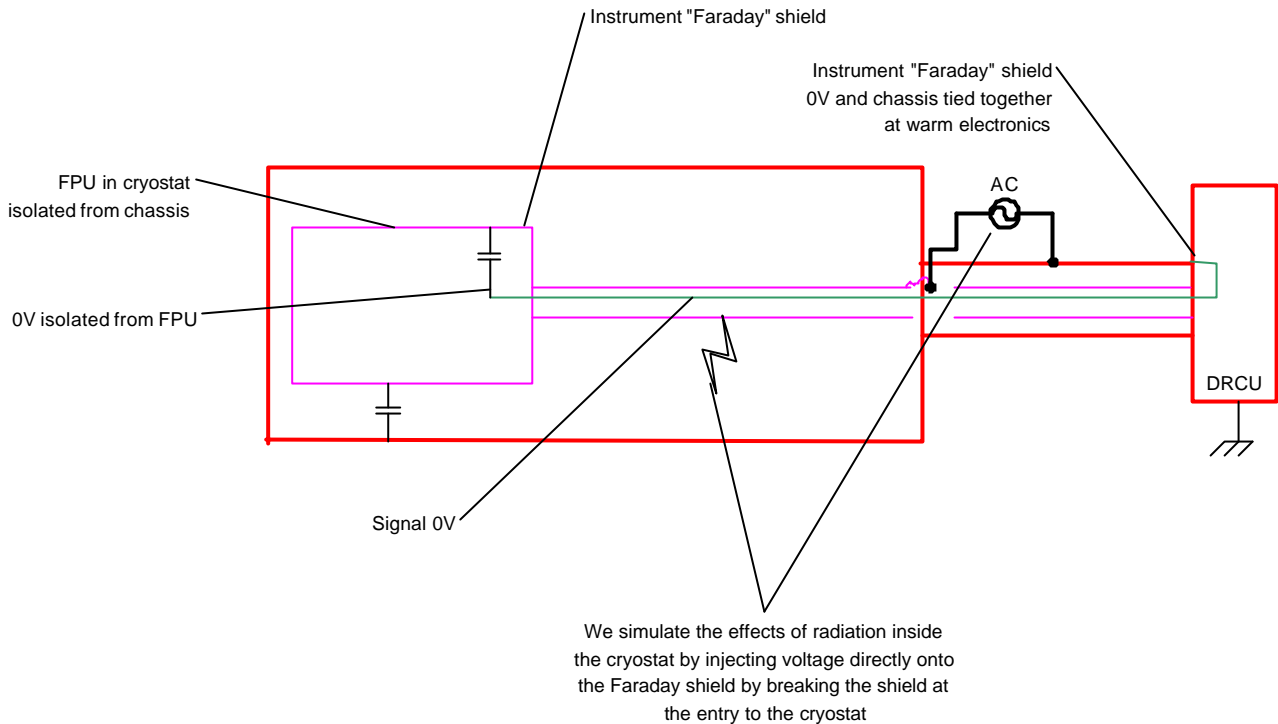 Instrument "Faraday" shield
Instrument "Faraday" shield
0V and chassis tied together
at warm electronics
FPU in cryostat
isolated from chassis
AC
0V isolated from FPU
DRCU
Signal 0V
We simulate the effects of radiation inside
the cryostat by injecting voltage directly onto
the Faraday shield by breaking the shield at
the entry to the cryostat